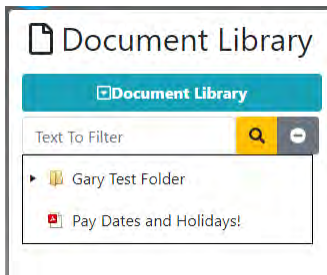 Document Library
Document Library
Text To Filter
Gary Test Folder
Pay Dates and Holidays!